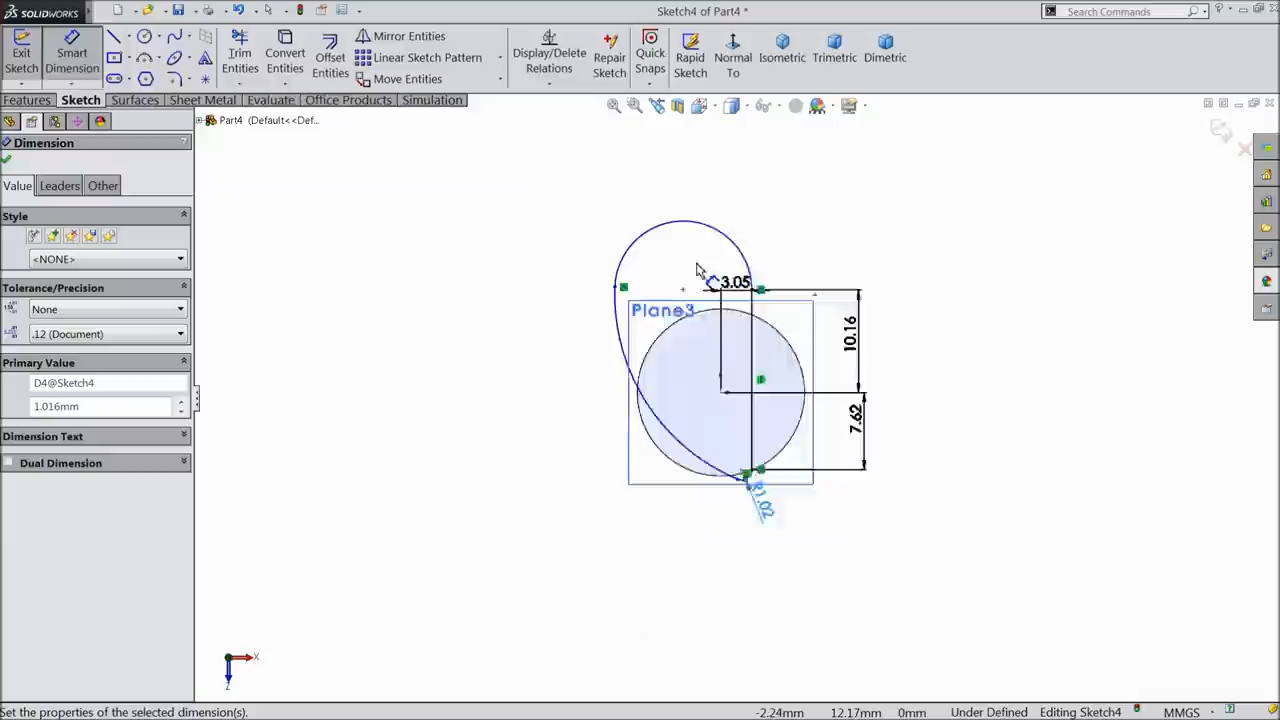 SOLIDWORKS
Sketch4 of Part4 *
Search Commands
Exit Sketch
Smart Dimension
Trim Entities
Convert Entities
Offset Entities
Mirror Entities
Linear Sketch Pattern
Move Entities
Display/Delete Relations
Repair Sketch
Quick Snaps
Rapid Sketch
Normal To
Isometric
Trimetric
Dimetric
Features
Sketch
Surfaces
Sheet Metal
Evaluate
Office Products
Simulation
Part4 (Default<<Def...
Dimension
Value
Leaders
Other
Style
<NONE>
Tolerance/Precision
None
.12 (Document)
Primary Value
D4@Sketch4
1.016mm
Dimension Text
Dual Dimension
3.05
Plane3
10.16
7.62
R1.02
X
Z
Set the properties of the selected dimension(s).
-2.24mm
12.17mm
0mm
Under Defined
Editing Sketch4
MMGS